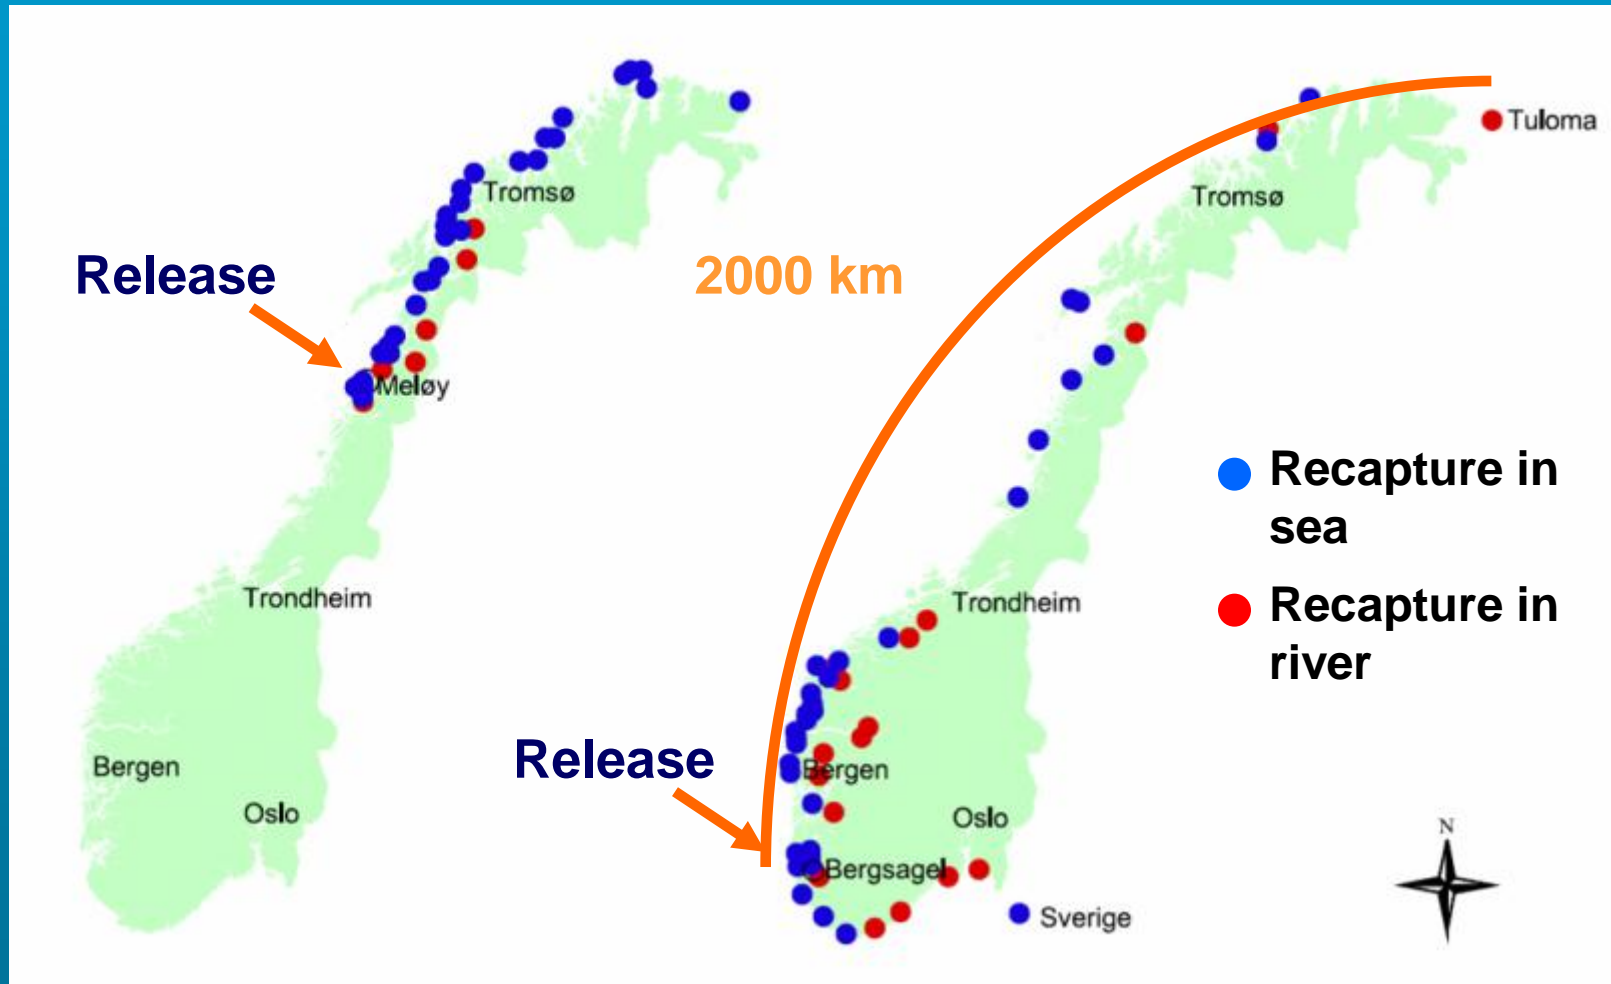 Tromsø
Release
Meløy
Trondheim
Bergen
Oslo
Tuloma
Tromsø
2000 km
Recapture in
sea
Recapture in
river
Trondheim
Release
Bergen
Oslo
Bergsagel
Sverige
N